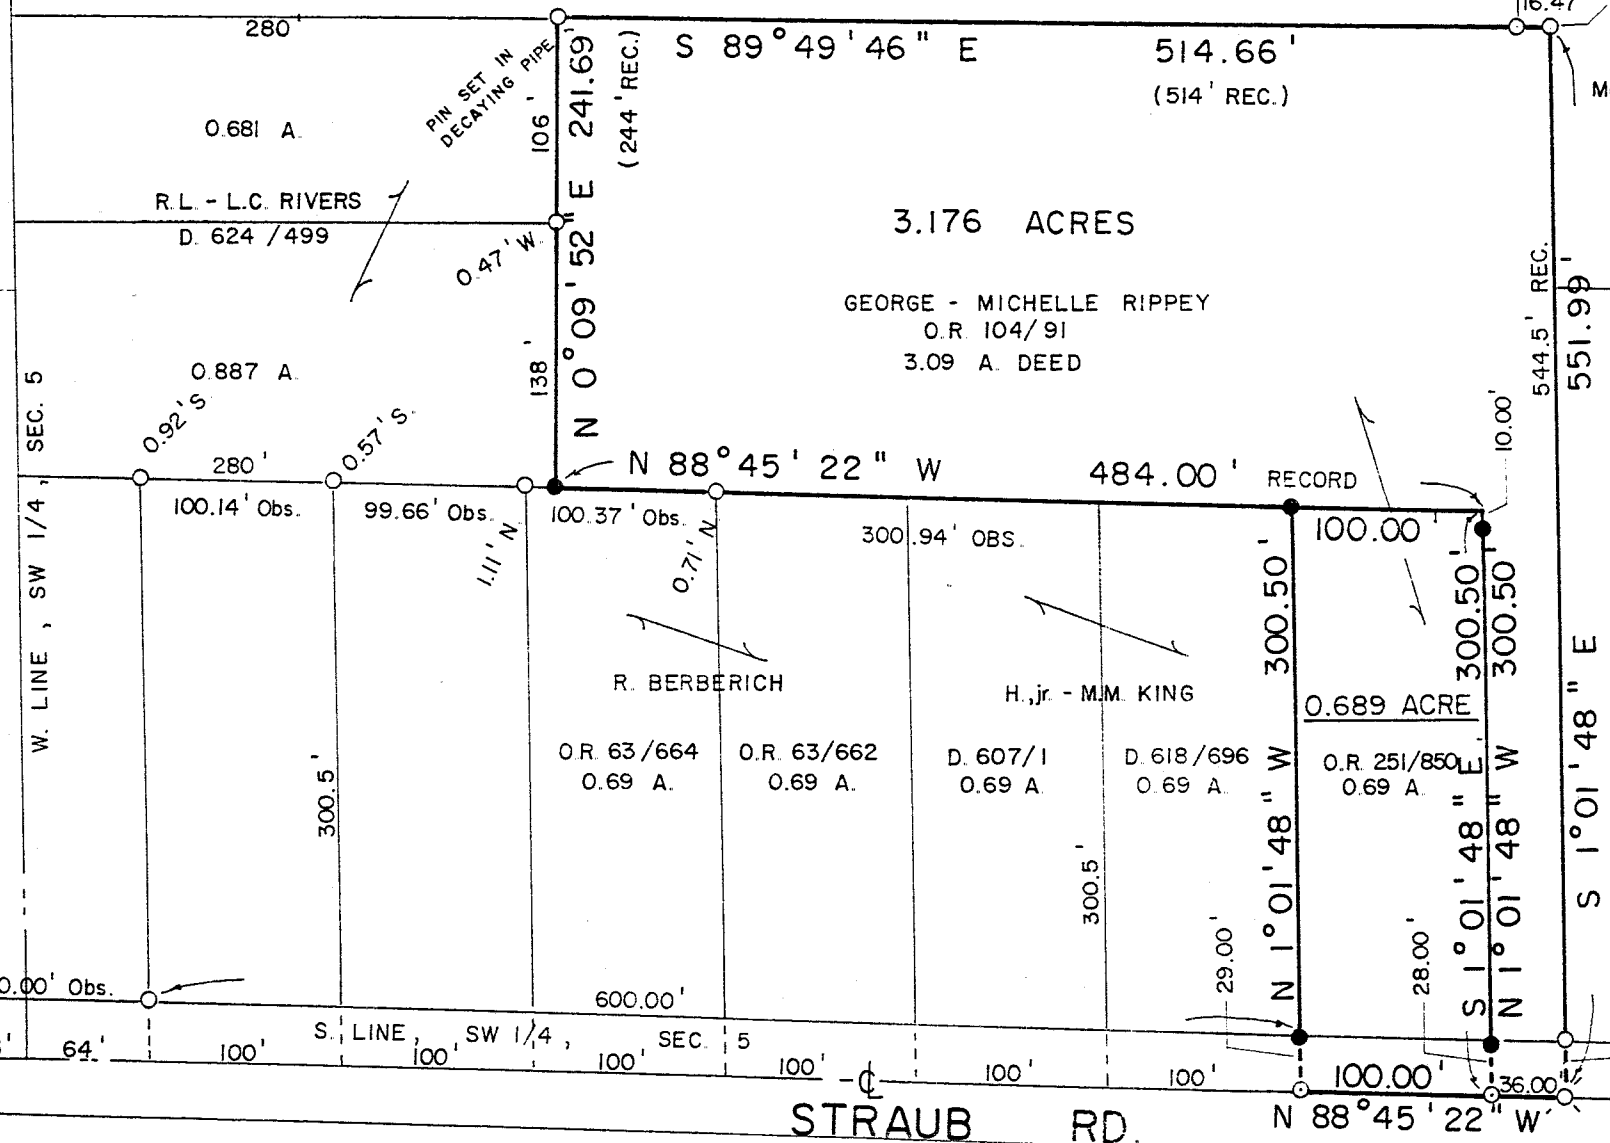 280'
16.47
S 89°49'46" E 514.66'
(514' REC.)
PIN SET IN
DECAYING PIPE
106'
N 0°09'52" E 241.69'
(244' REC.)
0.681 A.
R.L. - L.C. RIVERS
D. 624/499
0.47' W.
3.176 ACRES
GEORGE - MICHELLE RIPPEY
O.R. 104/91
3.09 A. DEED
544.5' REC.
S 1°01'48" E 551.99'
0.887 A.
138'
W. LINE, SW 1/4, SEC. 5
0.92' S.
0.57' S.
280'
N 88°45'22" W 484.00' RECORD
10.00'
100.14' Obs.
99.66' Obs.
1.11' N
100.37' Obs.
0.71' N
300.94' OBS.
100.00'
300.50'
300.50'
300.50'
R. BERBERICH
H., jr. - M.M. KING
0.689 ACRE
O.R. 63/664
0.69 A.
O.R. 63/662
0.69 A.
D. 607/1
0.69 A.
D. 618/696
0.69 A.
O.R. 251/850
0.69 A.
300.5'
300.5'
N 1°01'48" W
S 1°01'48" E
N 1°01'48" W
29.00'
28.00'
0.00' Obs.
600.00'
S. LINE, SW 1/4, SEC. 5
64'
100'
100'
100'
100'
℄
100'
100'
100.00'
36.00'
STRAUB RD.
N 88°45'22" W